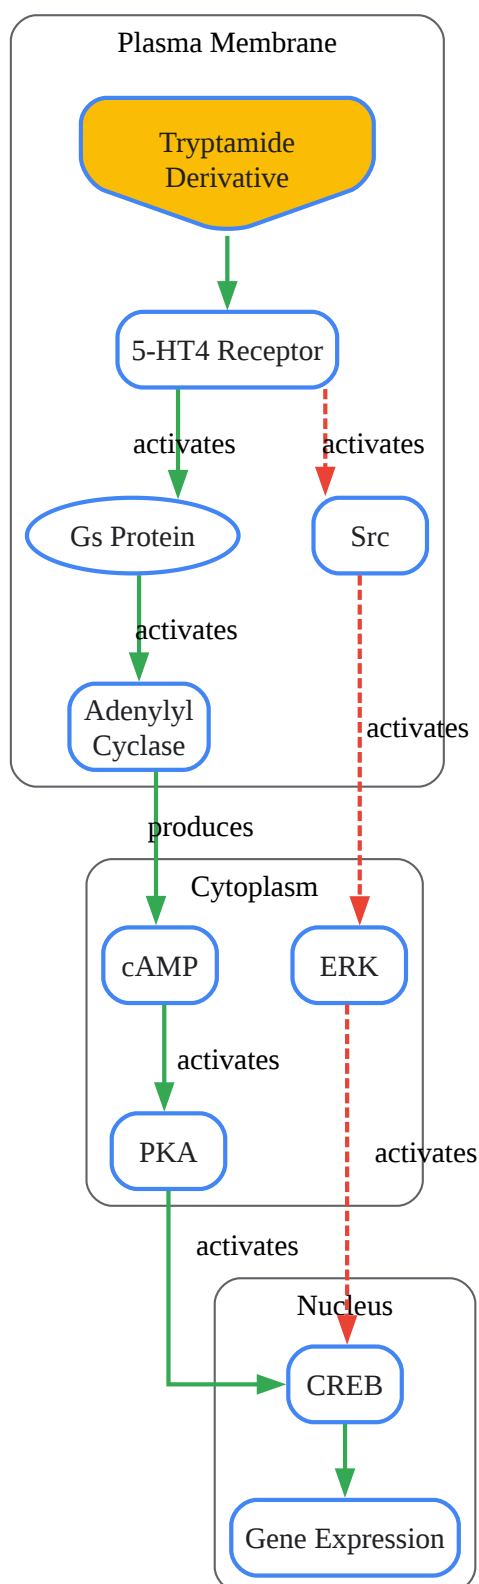 Plasma Membrane
Tryptamide
Derivative
5-HT4 Receptor
activates
activates
Gs Protein
Src
activates
Adenylyl
Cyclase
activates
produces
Cytoplasm
cAMP
ERK
activates
PKA
activates
activates
Nucleus
CREB
Gene Expression